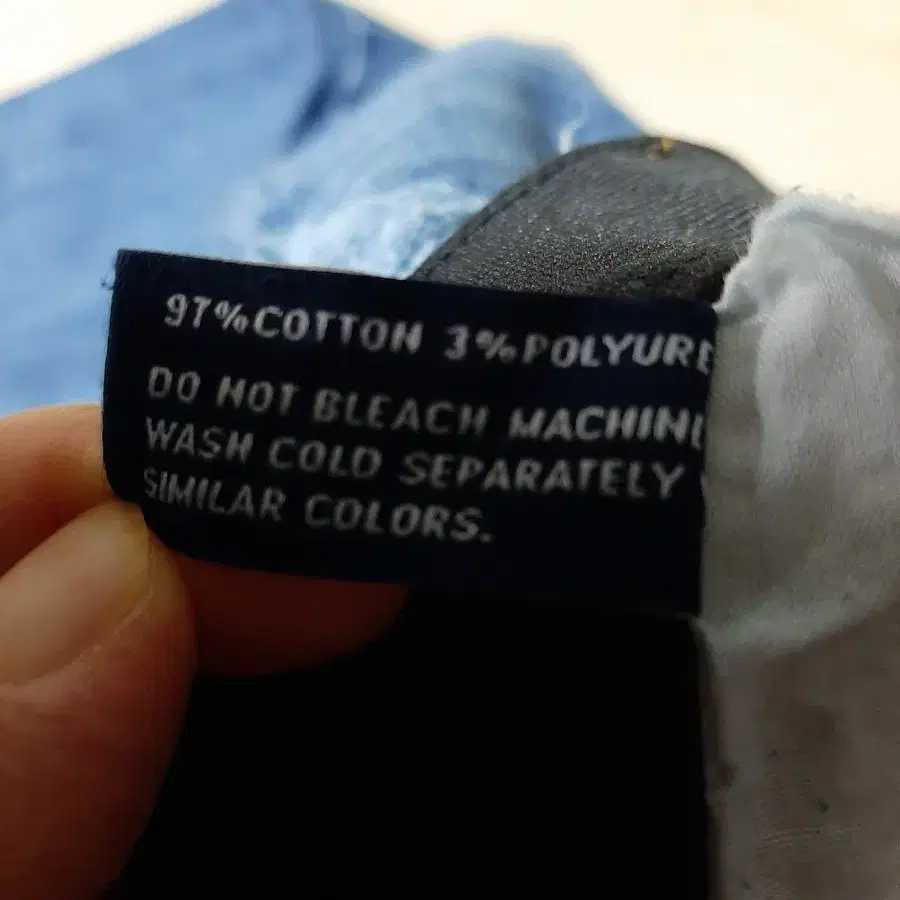 97%COTTON 3%POLYURE
DO NOT BLEACH MACHINE
WASH COLD SEPARATELY
SIMILAR COLORS.